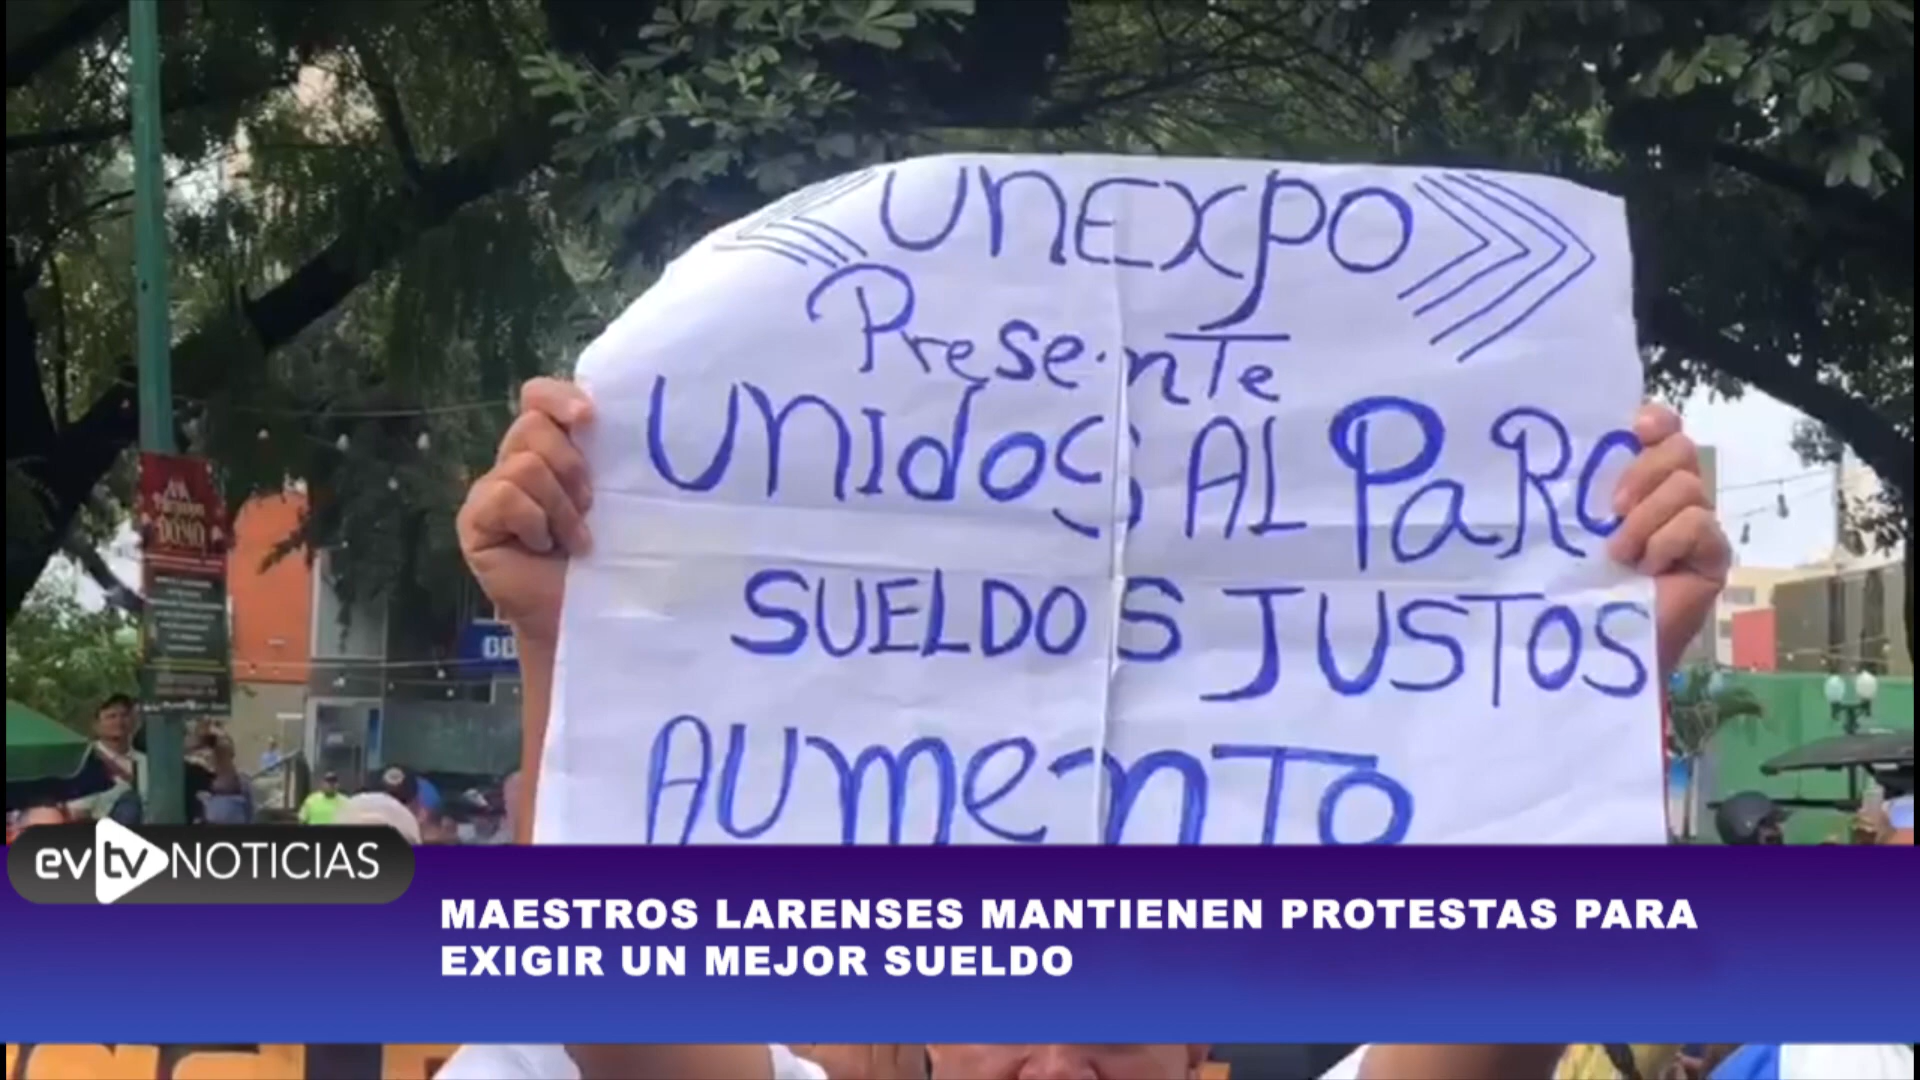 UNEXPO
Presente
UNIdOS AL PaRO
SUELDOS JUSTOS
AUmenTO
DOMO
evtv NOTICIAS
MAESTROS LARENSES MANTIENEN PROTESTAS PARA
EXIGIR UN MEJOR SUELDO